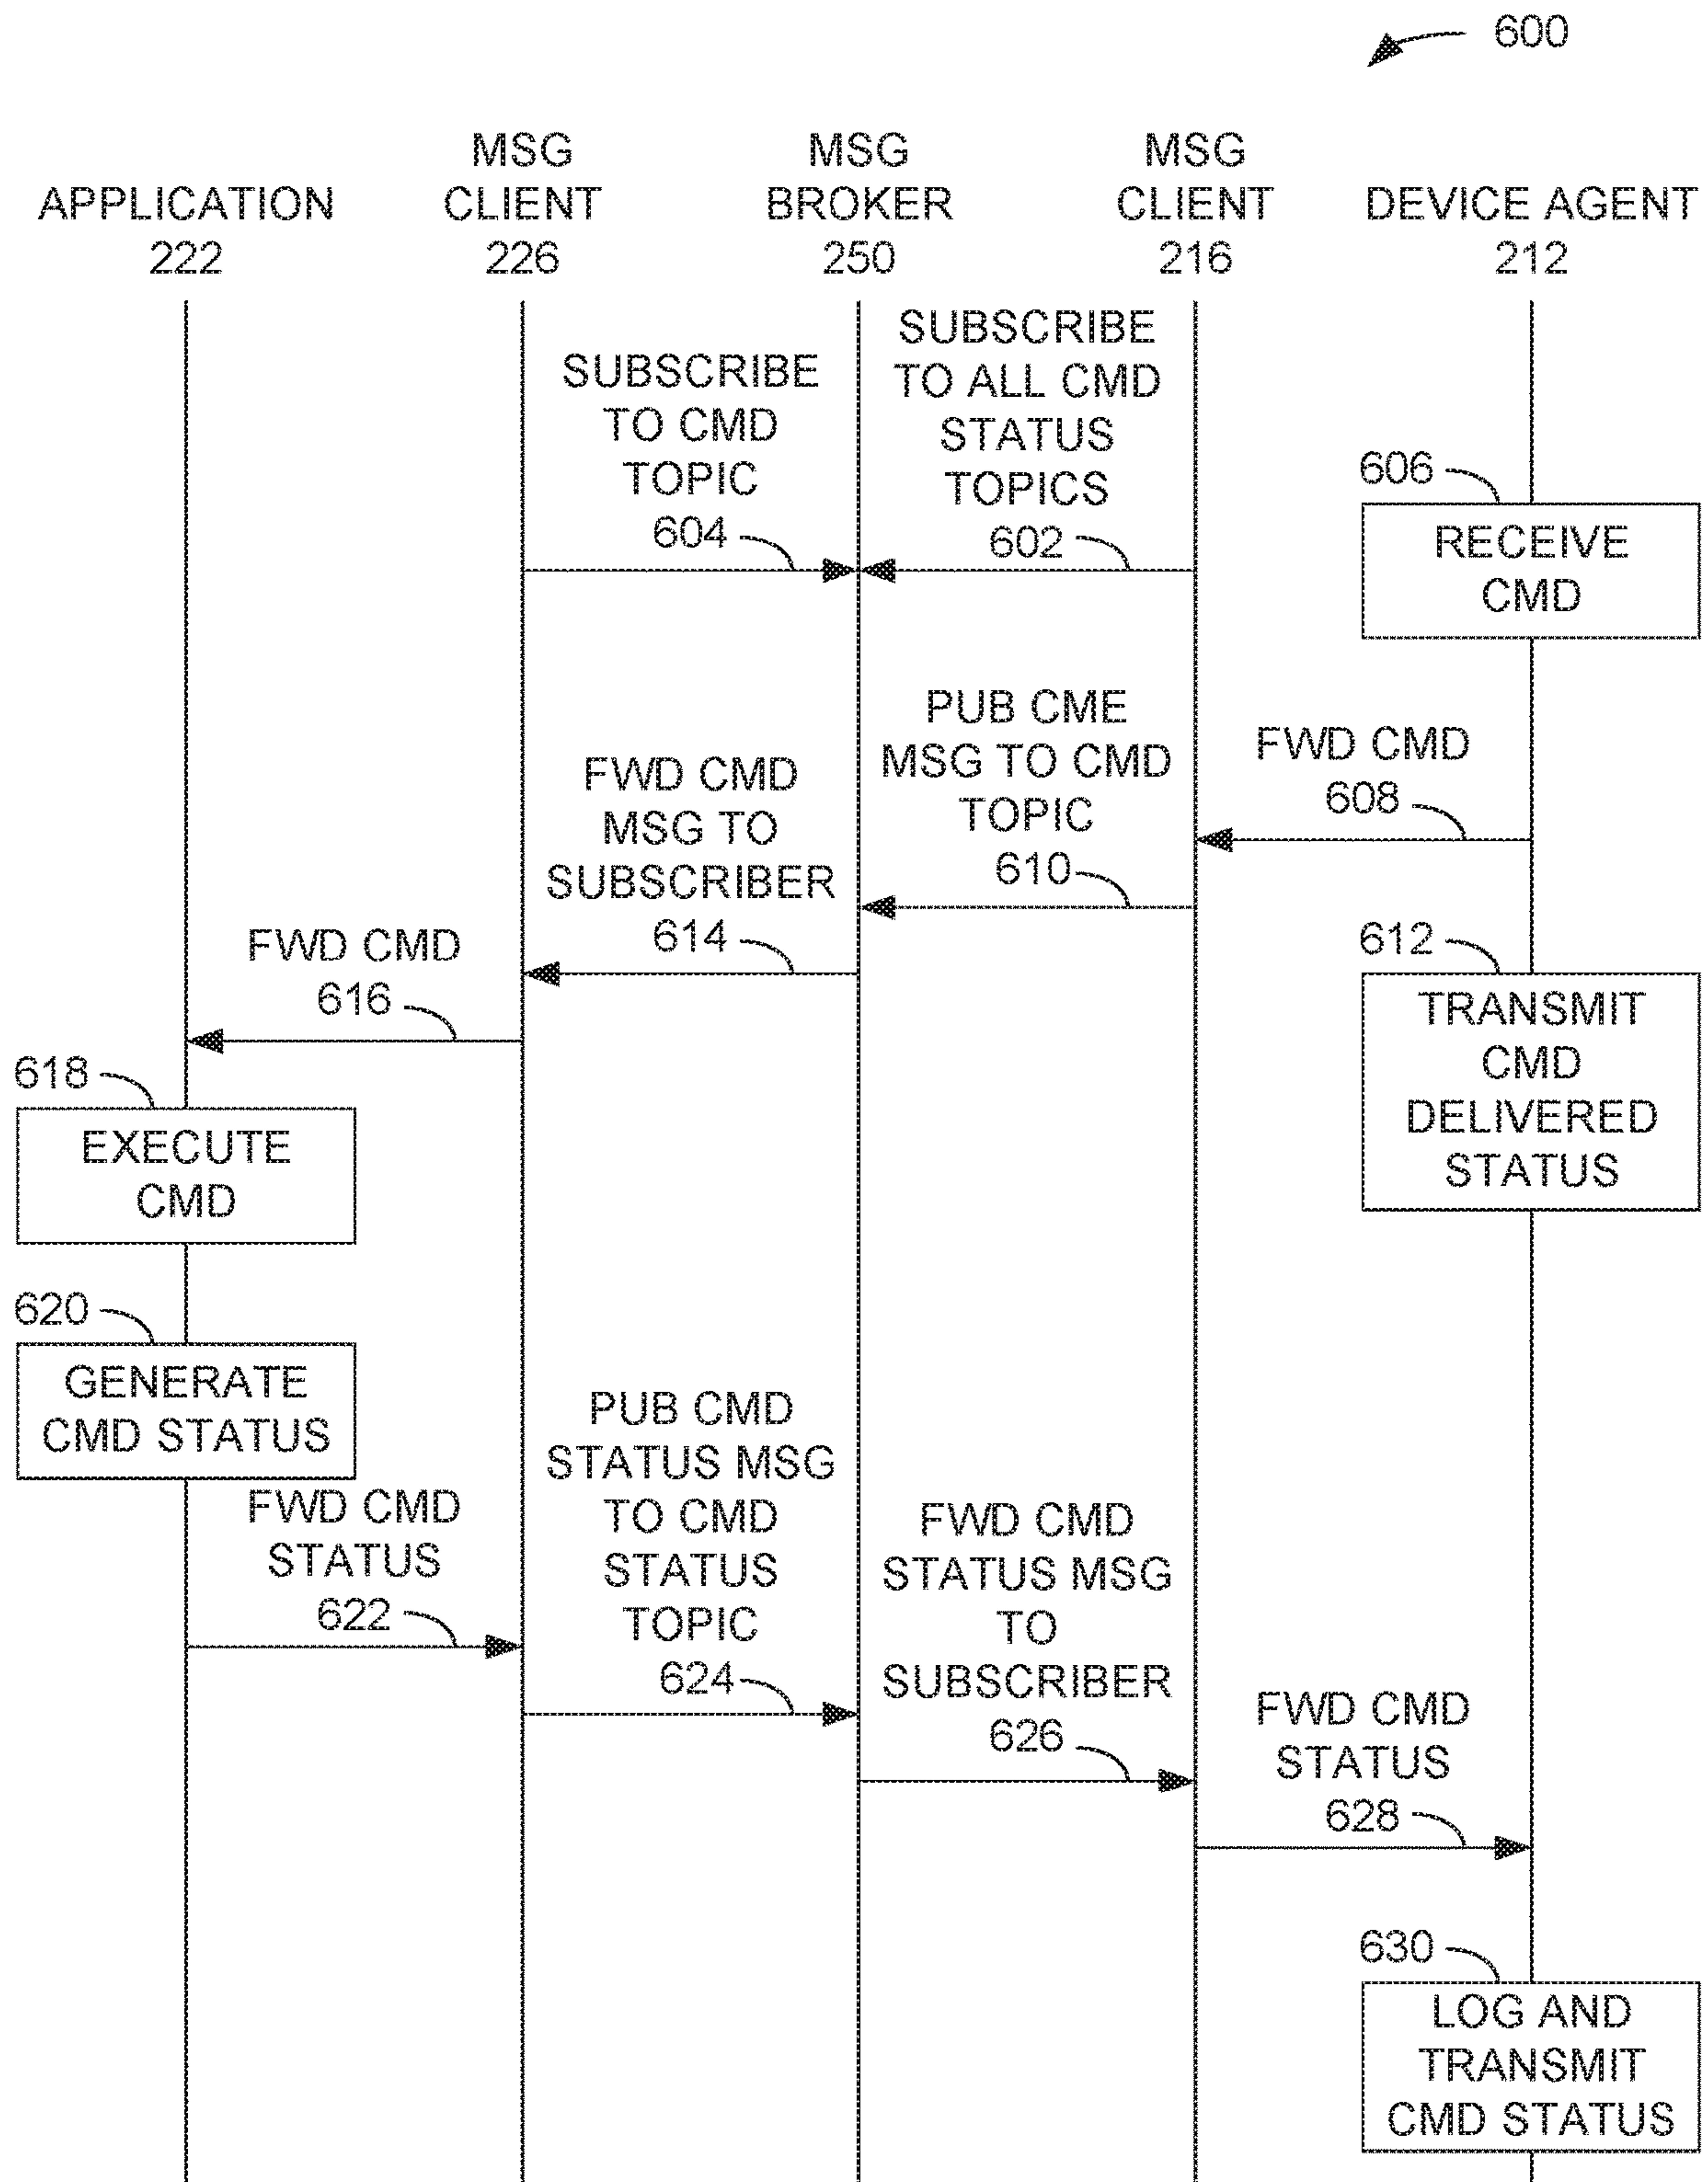 600
APPLICATION
222
MSG
CLIENT
226
MSG
BROKER
250
MSG
CLIENT
216
DEVICE AGENT
212
SUBSCRIBE
TO CMD
TOPIC
604
SUBSCRIBE
TO ALL CMD
STATUS
TOPICS
602
606
RECEIVE
CMD
FWD CMD
608
PUB CME
MSG TO CMD
TOPIC
610
612
TRANSMIT
CMD
DELIVERED
STATUS
FWD CMD
MSG TO
SUBSCRIBER
614
FWD CMD
616
618
EXECUTE
CMD
620
GENERATE
CMD STATUS
FWD CMD
STATUS
622
PUB CMD
STATUS MSG
TO CMD
STATUS
TOPIC
624
FWD CMD
STATUS MSG
TO
SUBSCRIBER
626
FWD CMD
STATUS
628
630
LOG AND
TRANSMIT
CMD STATUS